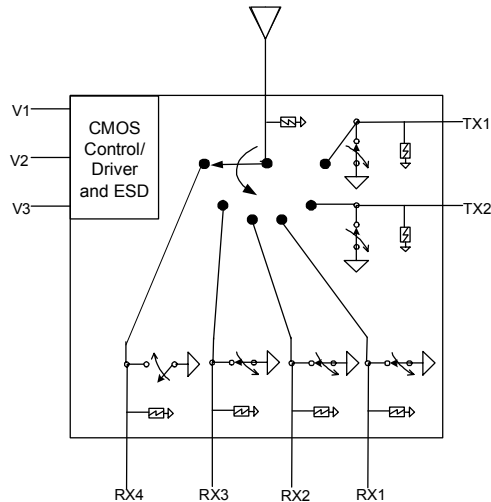 V1
V2
V3
CMOS
Control/
Driver
and ESD
TX1
TX2
RX4
RX3
RX2
RX1